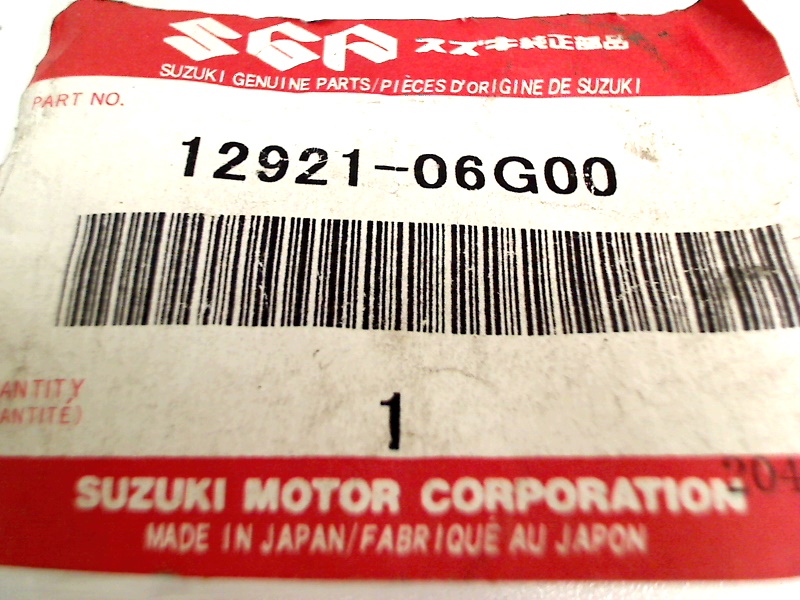 SGP スズキ純正部品
SUZUKI GENUINE PARTS/PIÈCES D'ORIGINE DE SUZUKI
PART NO.
12921-06G00
ANTITY
ANTITÉ)
1
204
SUZUKI MOTOR CORPORATION
MADE IN JAPAN/FABRIQUÉ AU JAPON